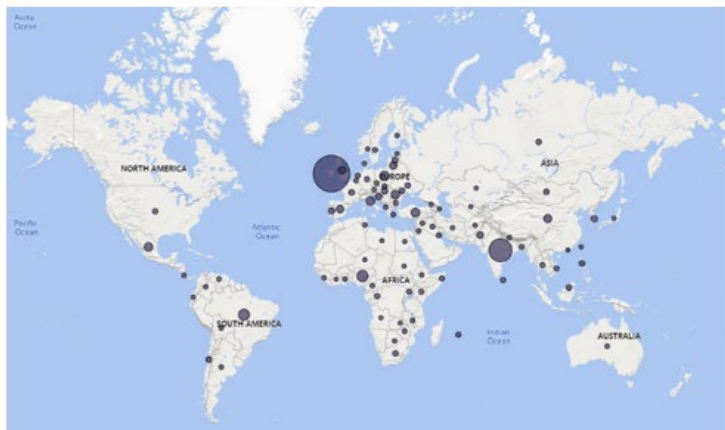 Arctic
Ocean
NORTH AMERICA
EUROPE
ASIA
Pacific
Ocean
Atlantic
Ocean
AFRICA
SOUTH AMERICA
Indian
Ocean
AUSTRALIA